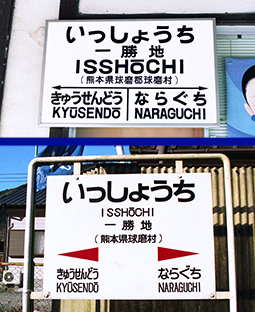 いっしょうち
一勝地
ISSHŌCHI
(熊本県球磨郡球磨村)
きゅうせんどう ならぐち
KYŪSENDŌ NARAGUCHI
いっしょうち
ISSHŌCHI
一勝地
(熊本県球磨村)
きゅうせんどう ならぐち
KYŪSENDŌ NARAGUCHI